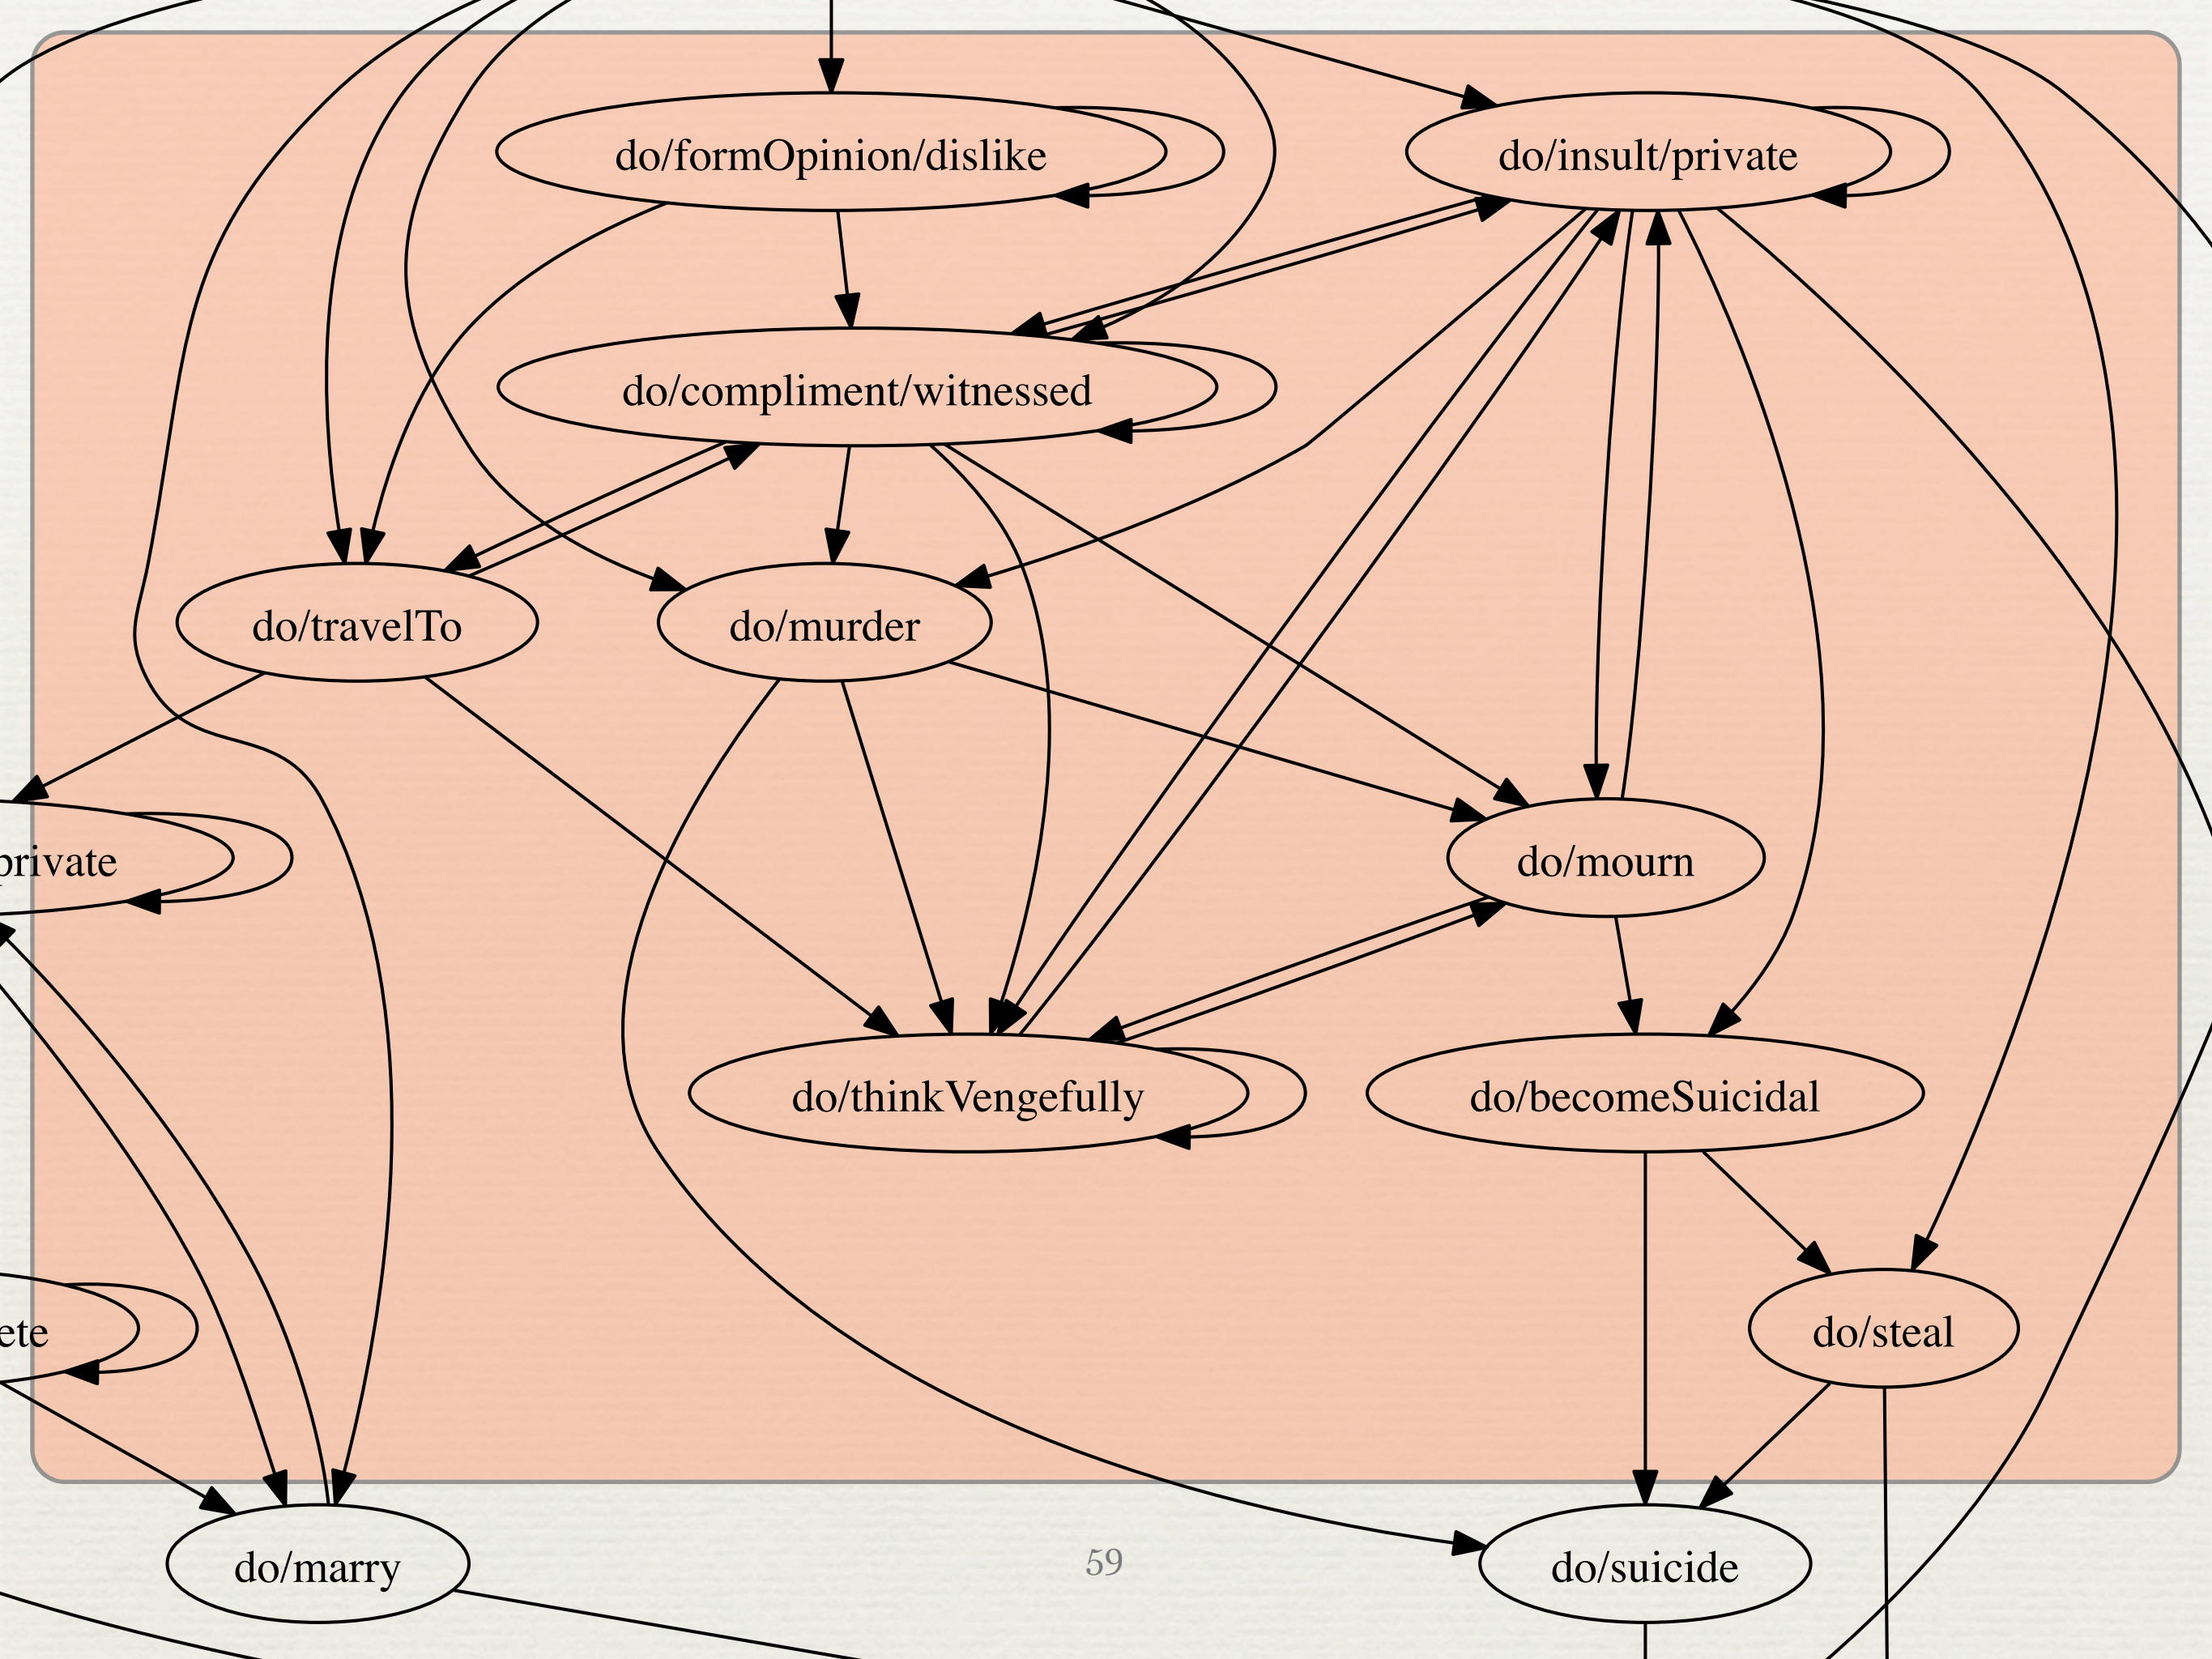 do/formOpinion/dislike
do/insult/private
do/compliment/witnessed
do/travelTo
do/murder
private
do/mourn
do/thinkVengefully
do/becomeSuicidal
ete
do/steal
do/marry
59
do/suicide